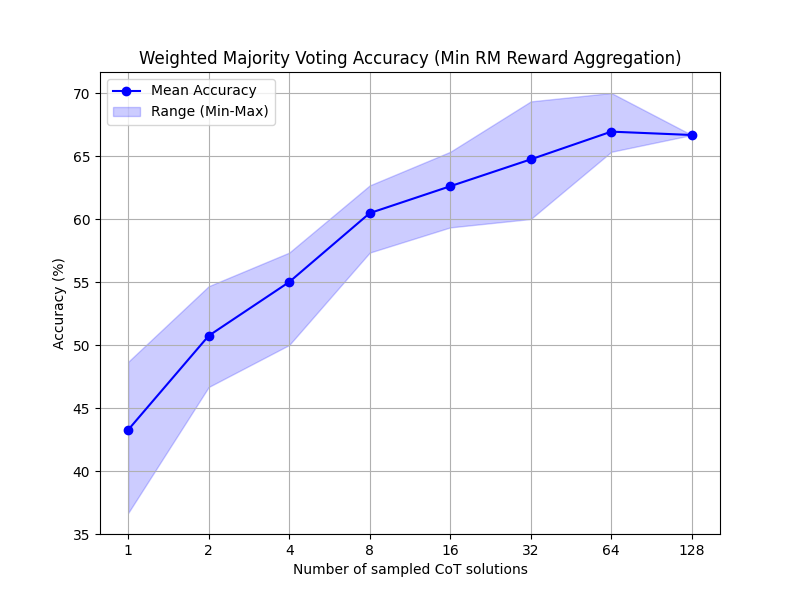 Weighted Majority Voting Accuracy (Min RM Reward Aggregation)
Mean Accuracy
Range (Min-Max)
Accuracy (%)
70
65
60
55
50
45
40
35
1 2 4 8 16 32 64 128
Number of sampled CoT solutions